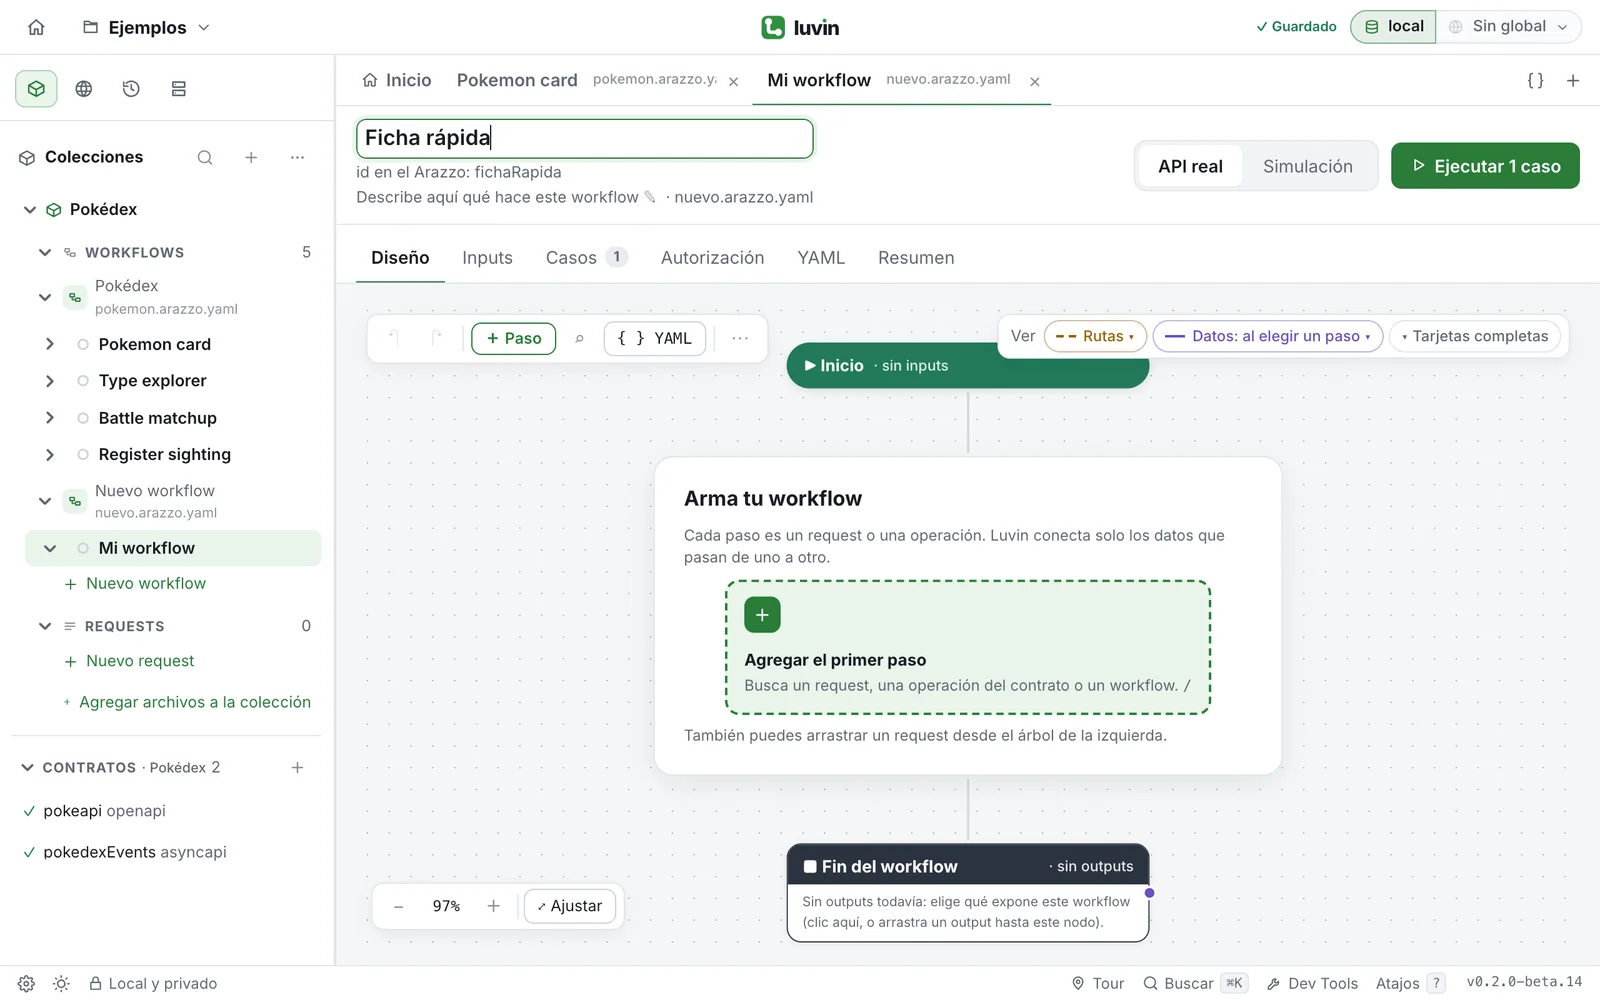 Ejemplos
luvin
Guardado
local
Sin global
Inicio
Pokemon card
pokemon.arazzo.y
Mi workflow
nuevo.arazzo.yaml
Colecciones
Pokédex
WORKFLOWS 5
Pokédex
pokemon.arazzo.yaml
Pokemon card
Type explorer
Battle matchup
Register sighting
Nuevo workflow
nuevo.arazzo.yaml
Mi workflow
+ Nuevo workflow
REQUESTS 0
+ Nuevo request
+ Agregar archivos a la colección
CONTRATOS · Pokédex 2
pokeapi openapi
pokedexEvents asyncapi
Ficha rápida
id en el Arazzo: fichaRapida
Describe aquí qué hace este workflow ✎ · nuevo.arazzo.yaml
API real
Simulación
Ejecutar 1 caso
Diseño
Inputs
Casos 1
Autorización
YAML
Resumen
+ Paso
{ } YAML
Ver
Rutas
Datos: al elegir un paso
Tarjetas completas
Inicio · sin inputs
Arma tu workflow
Cada paso es un request o una operación. Luvin conecta solo los datos que
pasan de uno a otro.
Agregar el primer paso
Busca un request, una operación del contrato o un workflow. /
También puedes arrastrar un request desde el árbol de la izquierda.
Fin del workflow · sin outputs
Sin outputs todavía: elige qué expone este workflow
(clic aquí, o arrastra un output hasta este nodo).
− 97% +
Ajustar
Local y privado
Tour
Buscar ⌘K
Dev Tools
Atajos ?
v0.2.0-beta.14